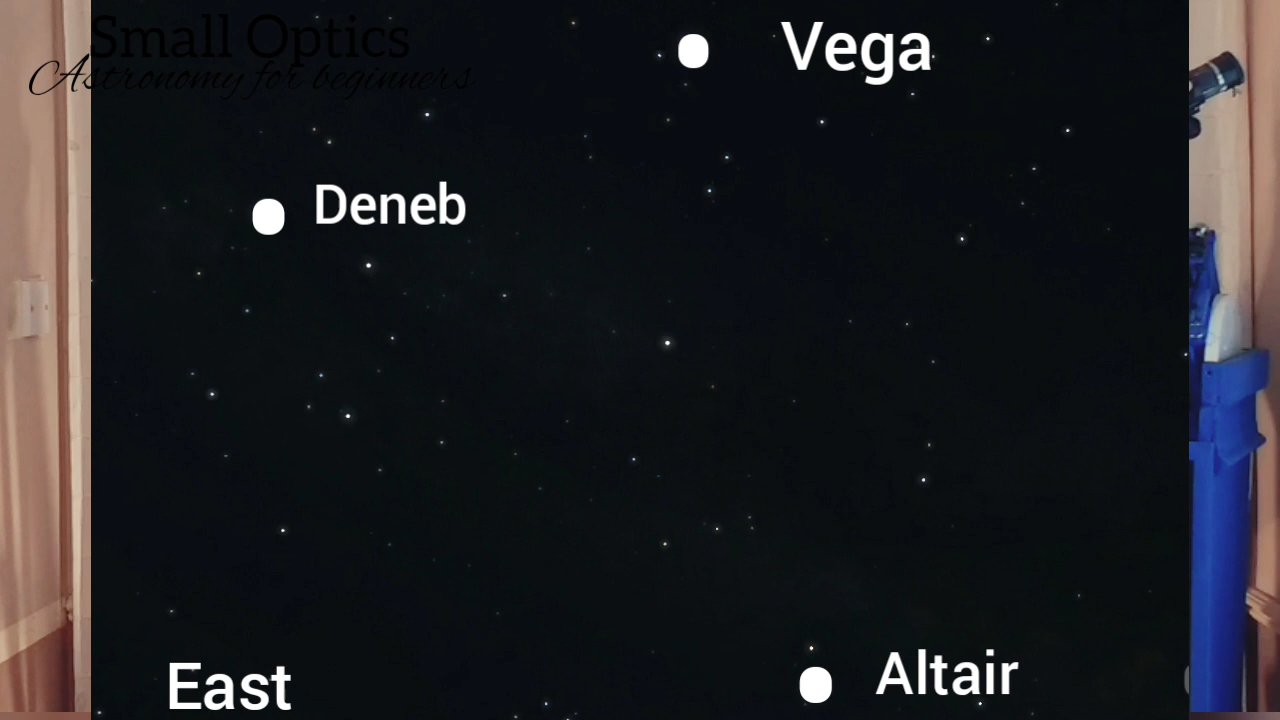 Small Optics
Astronomy for beginners
Vega
Deneb
Altair
East